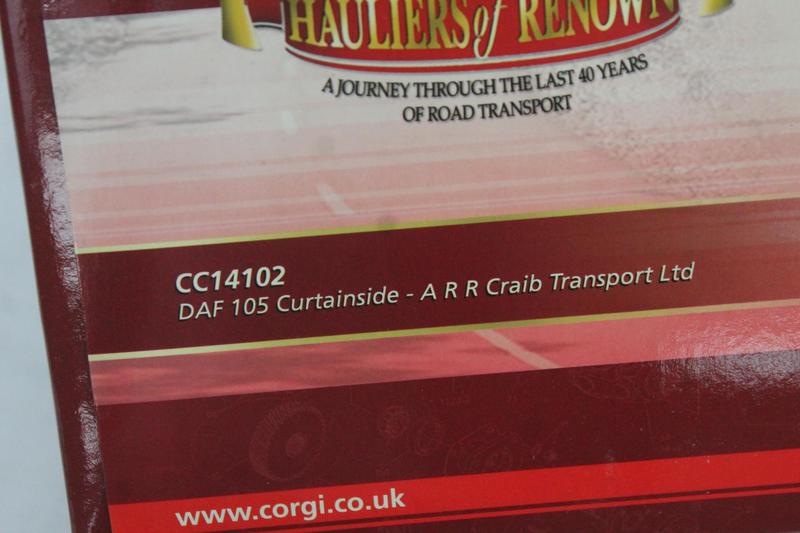 HAULIERS of RENOWN
A JOURNEY THROUGH THE LAST 40 YEARS
OF ROAD TRANSPORT
CC14102
DAF 105 Curtainside - A R R Craib Transport Ltd
www.corgi.co.uk